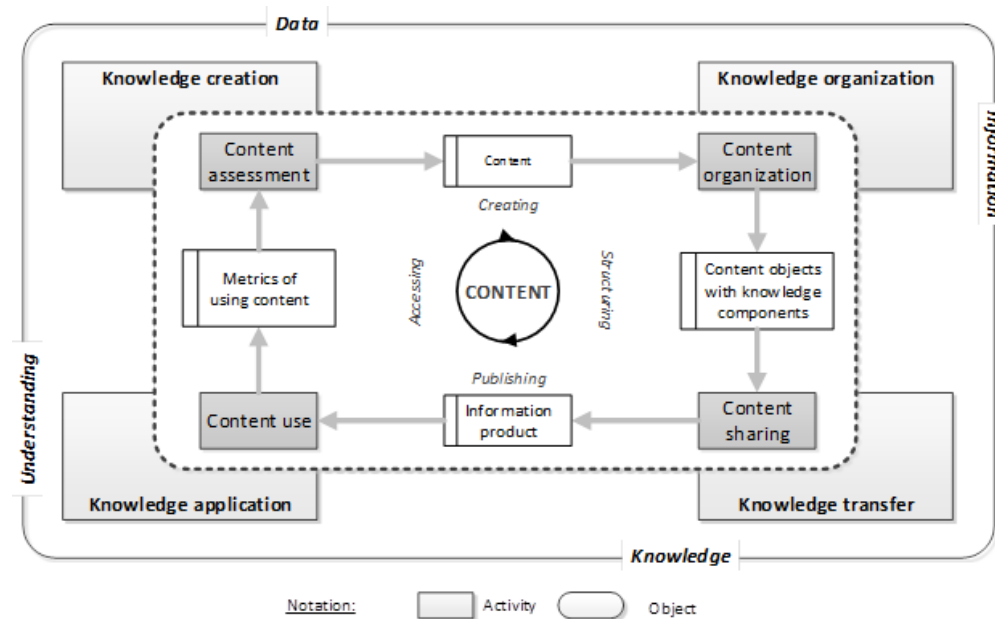 Data
Knowledge creation
Knowledge organization
Information
Content
assessment
Content
Content
organization
Creating
Metrics of
using content
Accessing
CONTENT
Structuring
Content objects
with knowledge
components
Understanding
Publishing
Content use
Information
product
Content
sharing
Knowledge application
Knowledge transfer
Knowledge
Notation:
Activity
Object